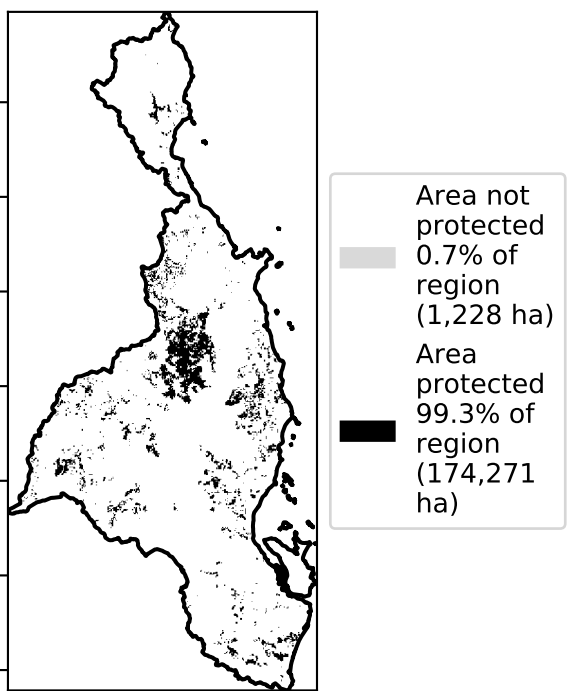 Area not
protected
0.7% of
region
(1,228 ha)
Area
protected
99.3% of
region
(174,271
ha)